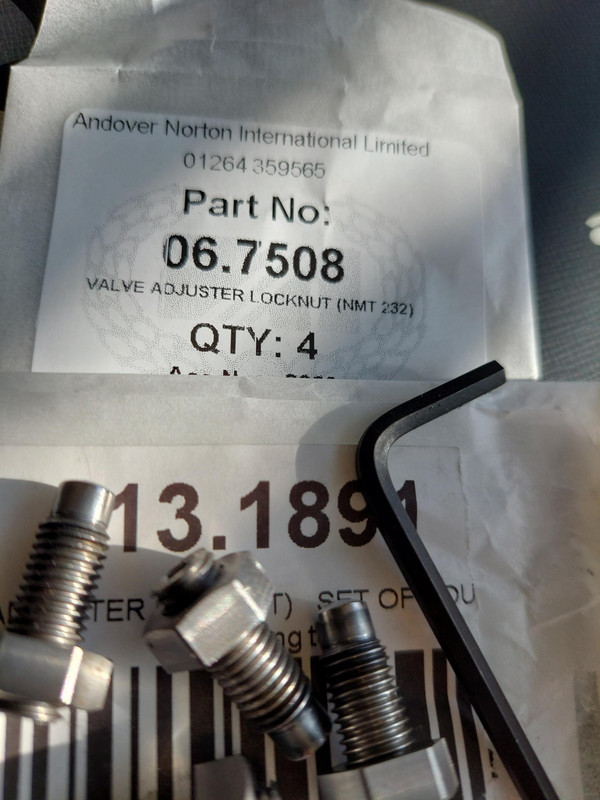 Andover Norton International Limited
01264 359565
Part No:
06.7508
VALVE ADJUSTER LOCKNUT (NMT 232)
QTY: 4
13.1891
T) SET OF